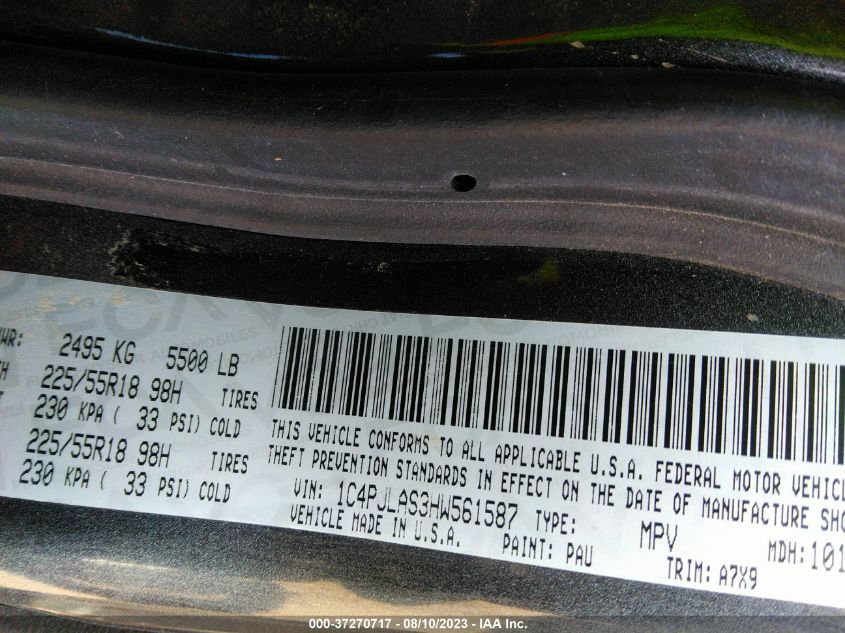 WR: 2495 KG 5500 LB
225/55R18 98H TIRES
230 KPA ( 33 PSI) COLD
225/55R18 98H TIRES
230 KPA ( 33 PSI) COLD
THIS VEHICLE CONFORMS TO ALL APPLICABLE U.S.A. FEDERAL MOTOR VEHICL
THEFT PREVENTION STANDARDS IN EFFECT ON THE DATE OF MANUFACTURE SHO
VIN: 1C4PJLAS3HW561587 TYPE: MPV MDH:101
VEHICLE MADE IN U.S.A. PAINT: PAU TRIM: A7X9
000-37270717 - 08/10/2023 - IAA Inc.